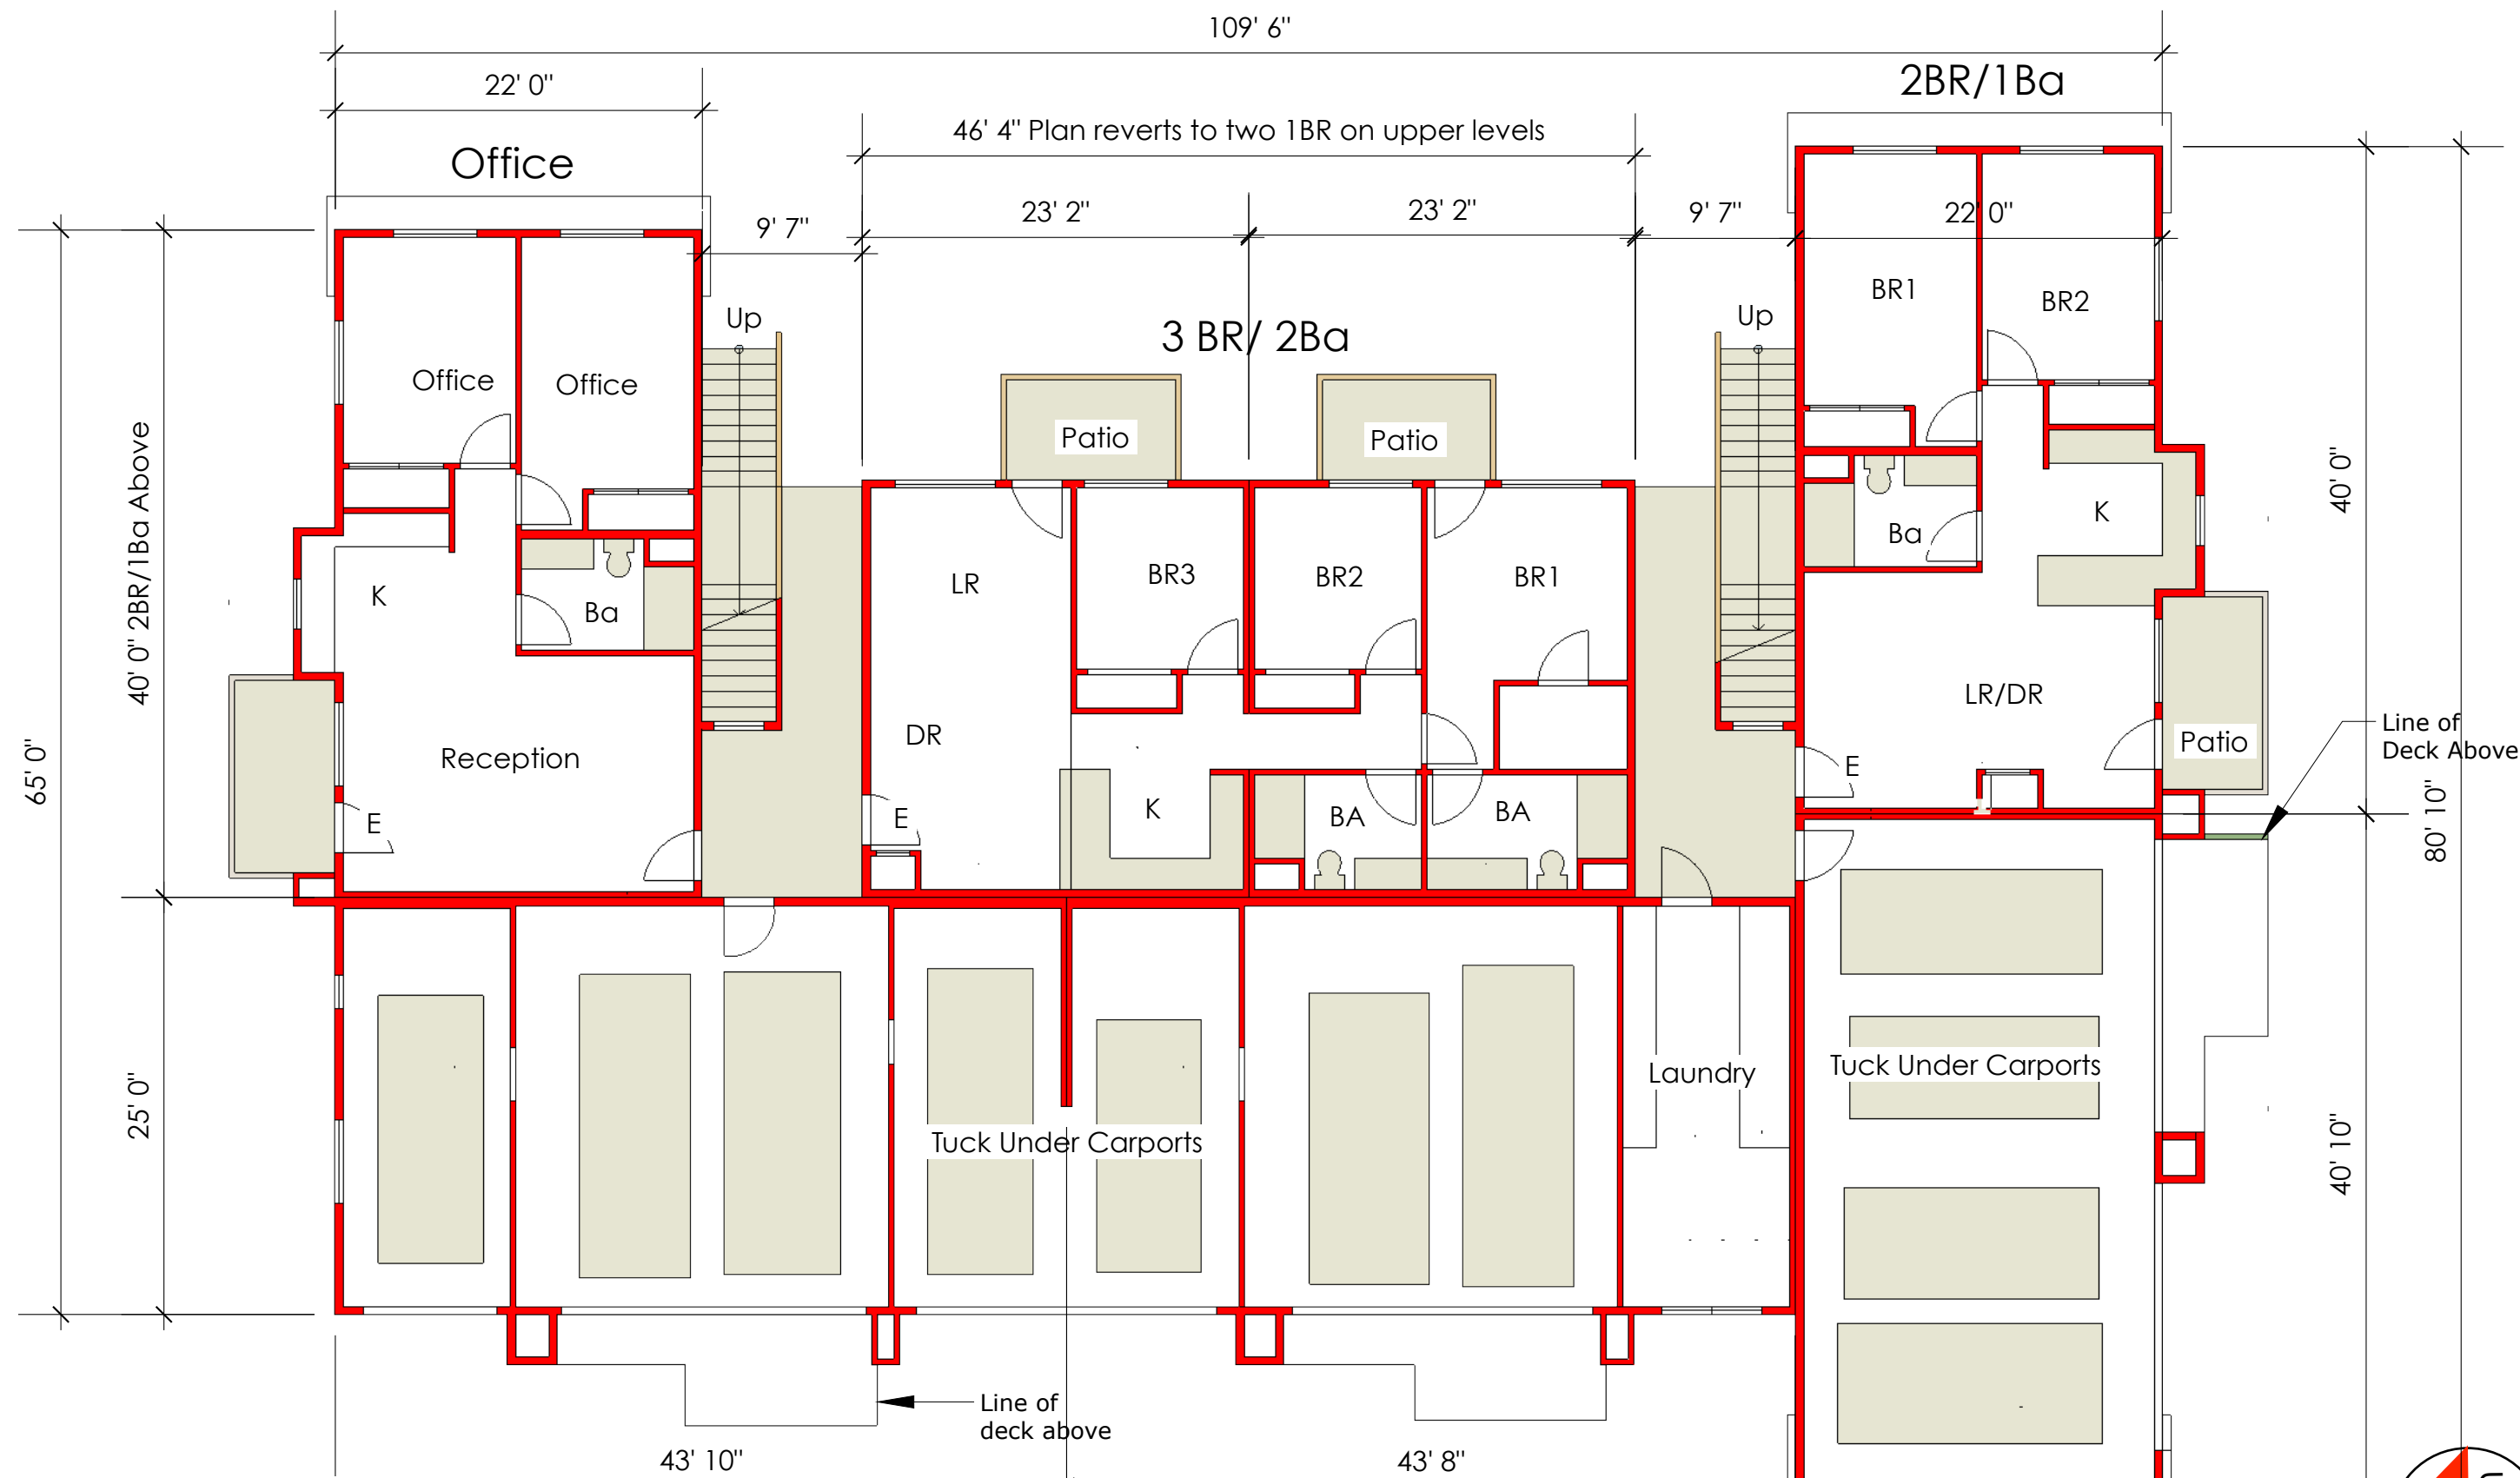 109' 6"
22' 0"
2BR/1Ba
46' 4" Plan reverts to two 1BR on upper levels
Office
9' 7"
23' 2"
23' 2"
9' 7"
22' 0"
Up
3 BR/ 2Ba
Up
BR1
BR2
Office
Office
Patio
Patio
40' 0" 2BR/1Ba Above
40' 0"
K
Ba
LR
BR3
BR2
BR1
Ba
K
65' 0"
Reception
DR
LR/DR
Patio
Line of
Deck Above
E
E
K
BA
BA
E
80' 10"
25' 0"
Tuck Under Carports
Laundry
Tuck Under Carports
40' 10"
Line of
deck above
43' 10"
43' 8"